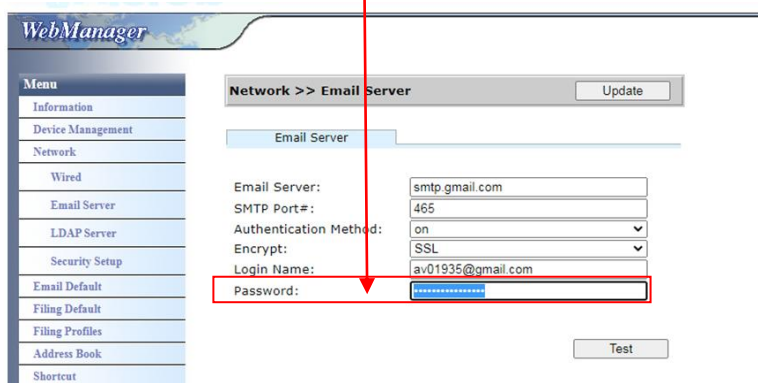 WebManager
Menu
Information
Device Management
Network
Wired
Email Server
LDAP Server
Security Setup
Email Default
Filing Default
Filing Profiles
Address Book
Shortcut
Network >> Email Server
Update
Email Server
Email Server: smtp.gmail.com
SMTP Port#: 465
Authentication Method: on
Encrypt: SSL
Login Name: av01935@gmail.com
Password: ••••••••••••••••
Test